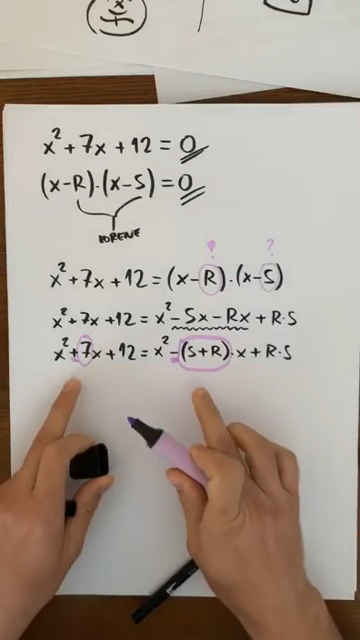 x² + 7x + 12 = 0
(x-R)·(x-S) = 0
KORENE
? ?
x² + 7x + 12 = (x-R)·(x-S)
x² + 7x + 12 = x² - Sx - Rx + R·S
x² + 7x + 12 = x² - (S+R)·x + R·S